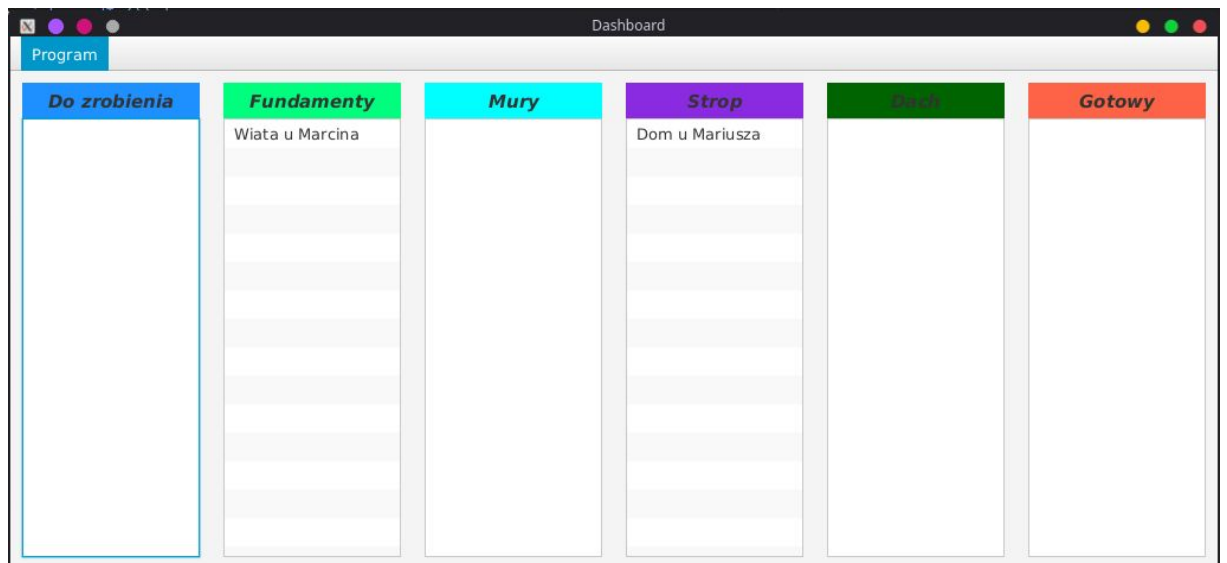 Dashboard
Program
Do zrobienia
Fundamenty
Mury
Strop
Dach
Gotowy
Wiata u Marcina
Dom u Mariusza